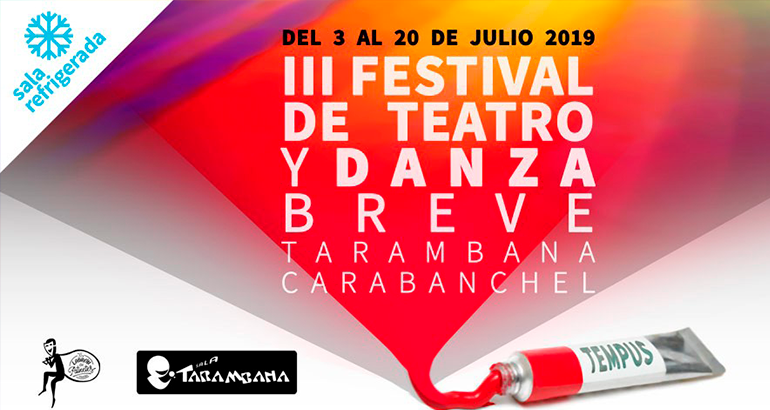 sala
refrigerada
DEL 3 AL 20 DE JULIO 2019
III FESTIVAL
DE TEATRO
Y DANZA
BREVE
TARAMBANA
CARABANCHEL
TEMPUS
SALA
TARAMBANA